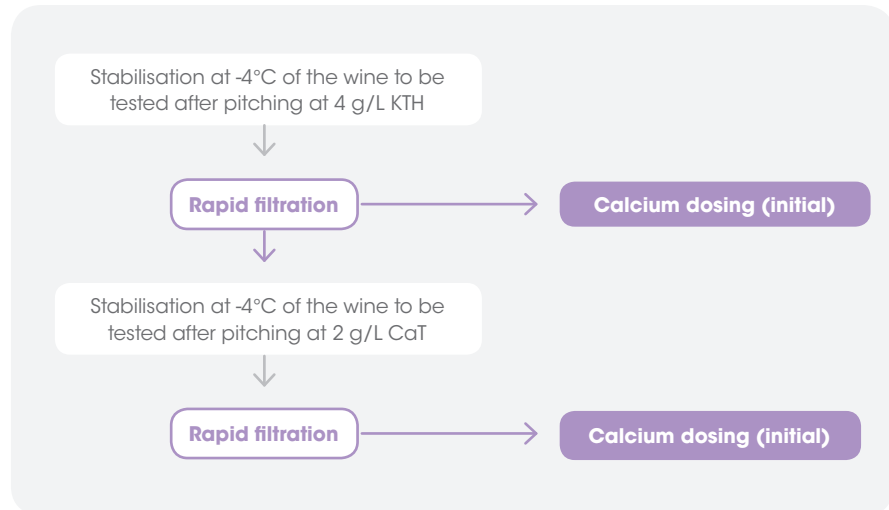 Stabilisation at -4°C of the wine to be
tested after pitching at 4 g/L KTH
Rapid filtration
Calcium dosing (initial)
Stabilisation at -4°C of the wine to be
tested after pitching at 2 g/L CaT
Rapid filtration
Calcium dosing (initial)